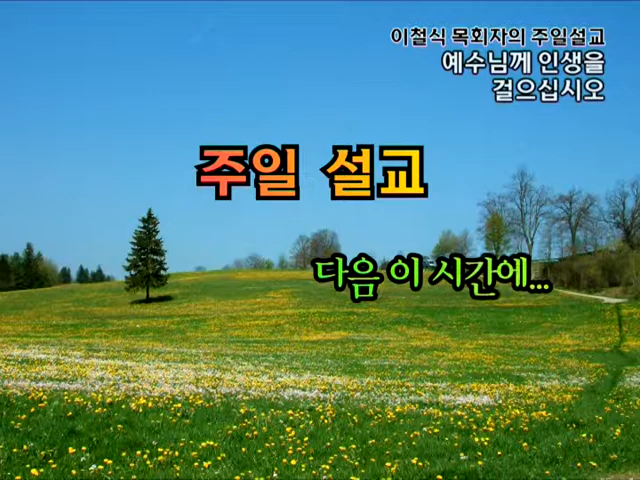 이철식 목회자의 주일설교
예수님께 인생을
걸으십시오
주일 설교
다음 이 시간에...